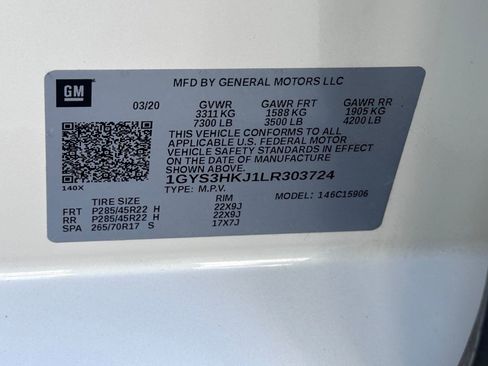 GM
MFD BY GENERAL MOTORS LLC
03/20 GVWR GAWR FRT GAWR RR
3311 KG 1588 KG 1905 KG
7300 LB 3500 LB 4200 LB
THIS VEHICLE CONFORMS TO ALL
APPLICABLE U.S. FEDERAL MOTOR
VEHICLE SAFETY STANDARDS IN EFFECT
ON THE DATE OF MANUFACTURE
SHOWN ABOVE.
1GYS3HKJ1LR303724
140X TYPE: M.P.V. MODEL: 146C15906
TIRE SIZE RIM
FRT P285/45R22 H 22X9J
RR P285/45R22 H 22X9J
SPA 265/70R17 S 17X7J